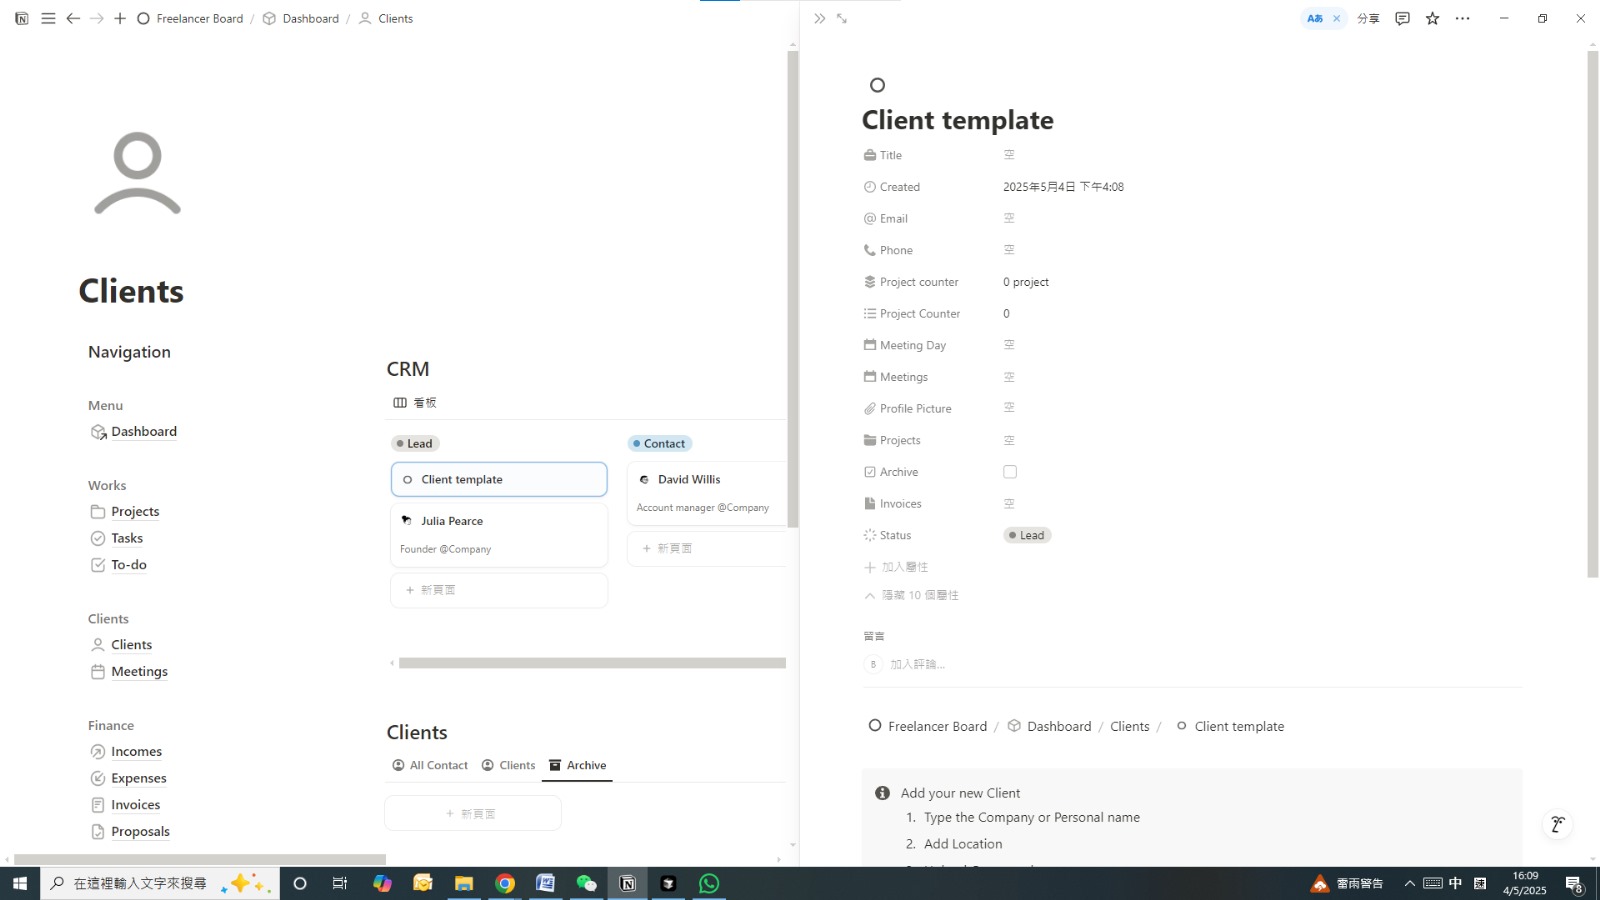 Freelancer Board / Dashboard / Clients
Aあ
分享
Clients
Navigation
Menu
Dashboard
Works
Projects
Tasks
To-do
Clients
Clients
Meetings
Finance
Incomes
Expenses
Invoices
Proposals
CRM
看板
Lead
Client template
Julia Pearce
Founder @Company
+ 新頁面
Contact
David Willis
Account manager @Company
+ 新頁面
Clients
All Contact
Clients
Archive
+ 新頁面
Client template
Title 空
Created 2025年5月4日 下午4:08
Email 空
Phone 空
Project counter 0 project
Project Counter 0
Meeting Day 空
Meetings 空
Profile Picture 空
Projects 空
Archive
Invoices 空
Status Lead
加入屬性
隱藏 10 個屬性
留言
B 加入評論...
Freelancer Board / Dashboard / Clients / Client template
Add your new Client
1. Type the Company or Personal name
2. Add Location
在這裡輸入文字來搜尋
雷雨警告
中
16:09
4/5/2025
8